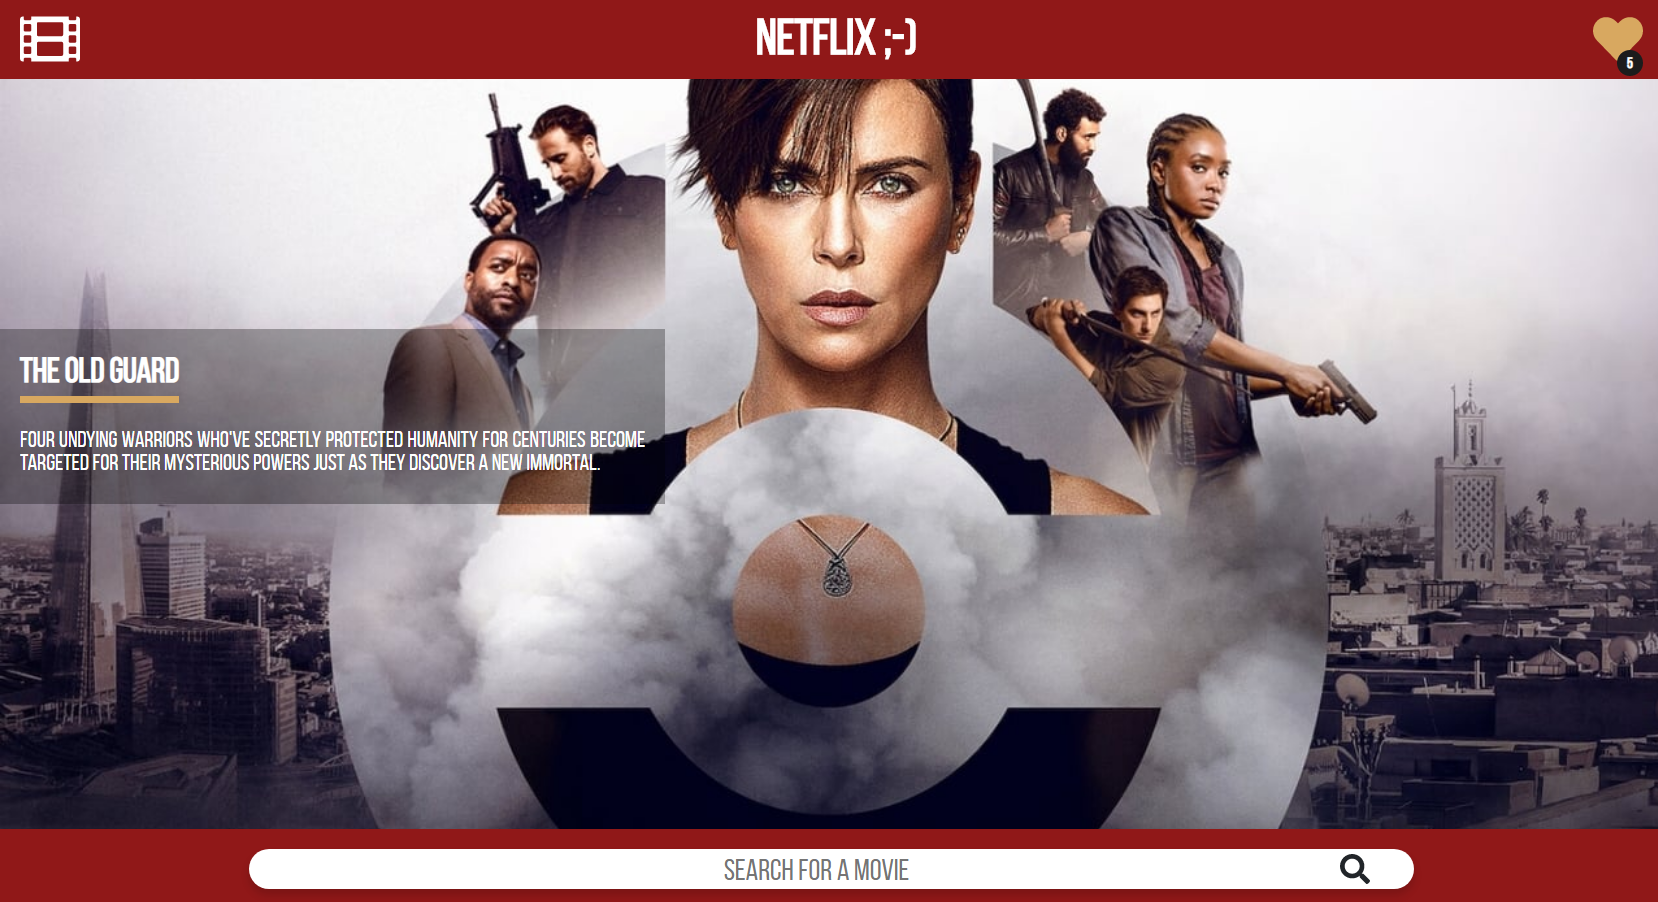 NETFLIX ;-)
5
THE OLD GUARD
FOUR UNDYING WARRIORS WHO'VE SECRETLY PROTECTED HUMANITY FOR CENTURIES BECOME
TARGETED FOR THEIR MYSTERIOUS POWERS JUST AS THEY DISCOVER A NEW IMMORTAL.
SEARCH FOR A MOVIE